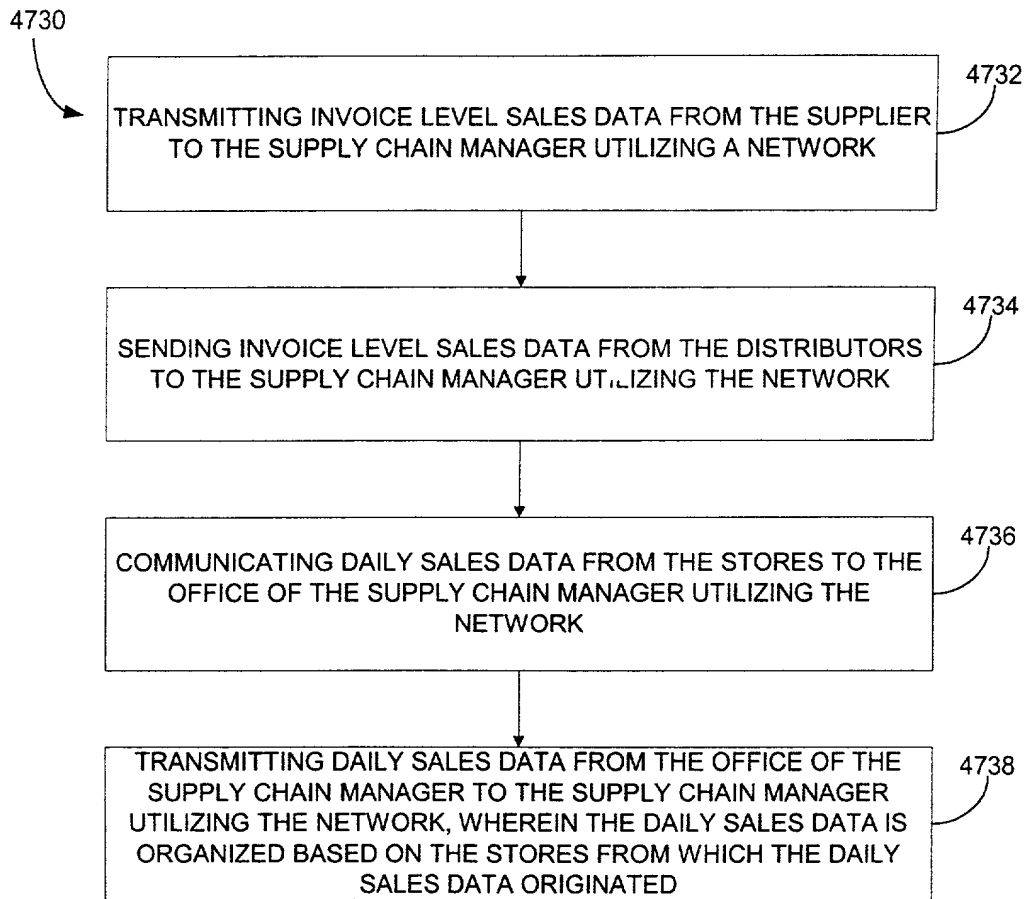 4730
4732
TRANSMITTING INVOICE LEVEL SALES DATA FROM THE SUPPLIER
TO THE SUPPLY CHAIN MANAGER UTILIZING A NETWORK
4734
SENDING INVOICE LEVEL SALES DATA FROM THE DISTRIBUTORS
TO THE SUPPLY CHAIN MANAGER UTILIZING THE NETWORK
4736
COMMUNICATING DAILY SALES DATA FROM THE STORES TO THE
OFFICE OF THE SUPPLY CHAIN MANAGER UTILIZING THE
NETWORK
4738
TRANSMITTING DAILY SALES DATA FROM THE OFFICE OF THE
SUPPLY CHAIN MANAGER TO THE SUPPLY CHAIN MANAGER
UTILIZING THE NETWORK, WHEREIN THE DAILY SALES DATA IS
ORGANIZED BASED ON THE STORES FROM WHICH THE DAILY
SALES DATA ORIGINATED